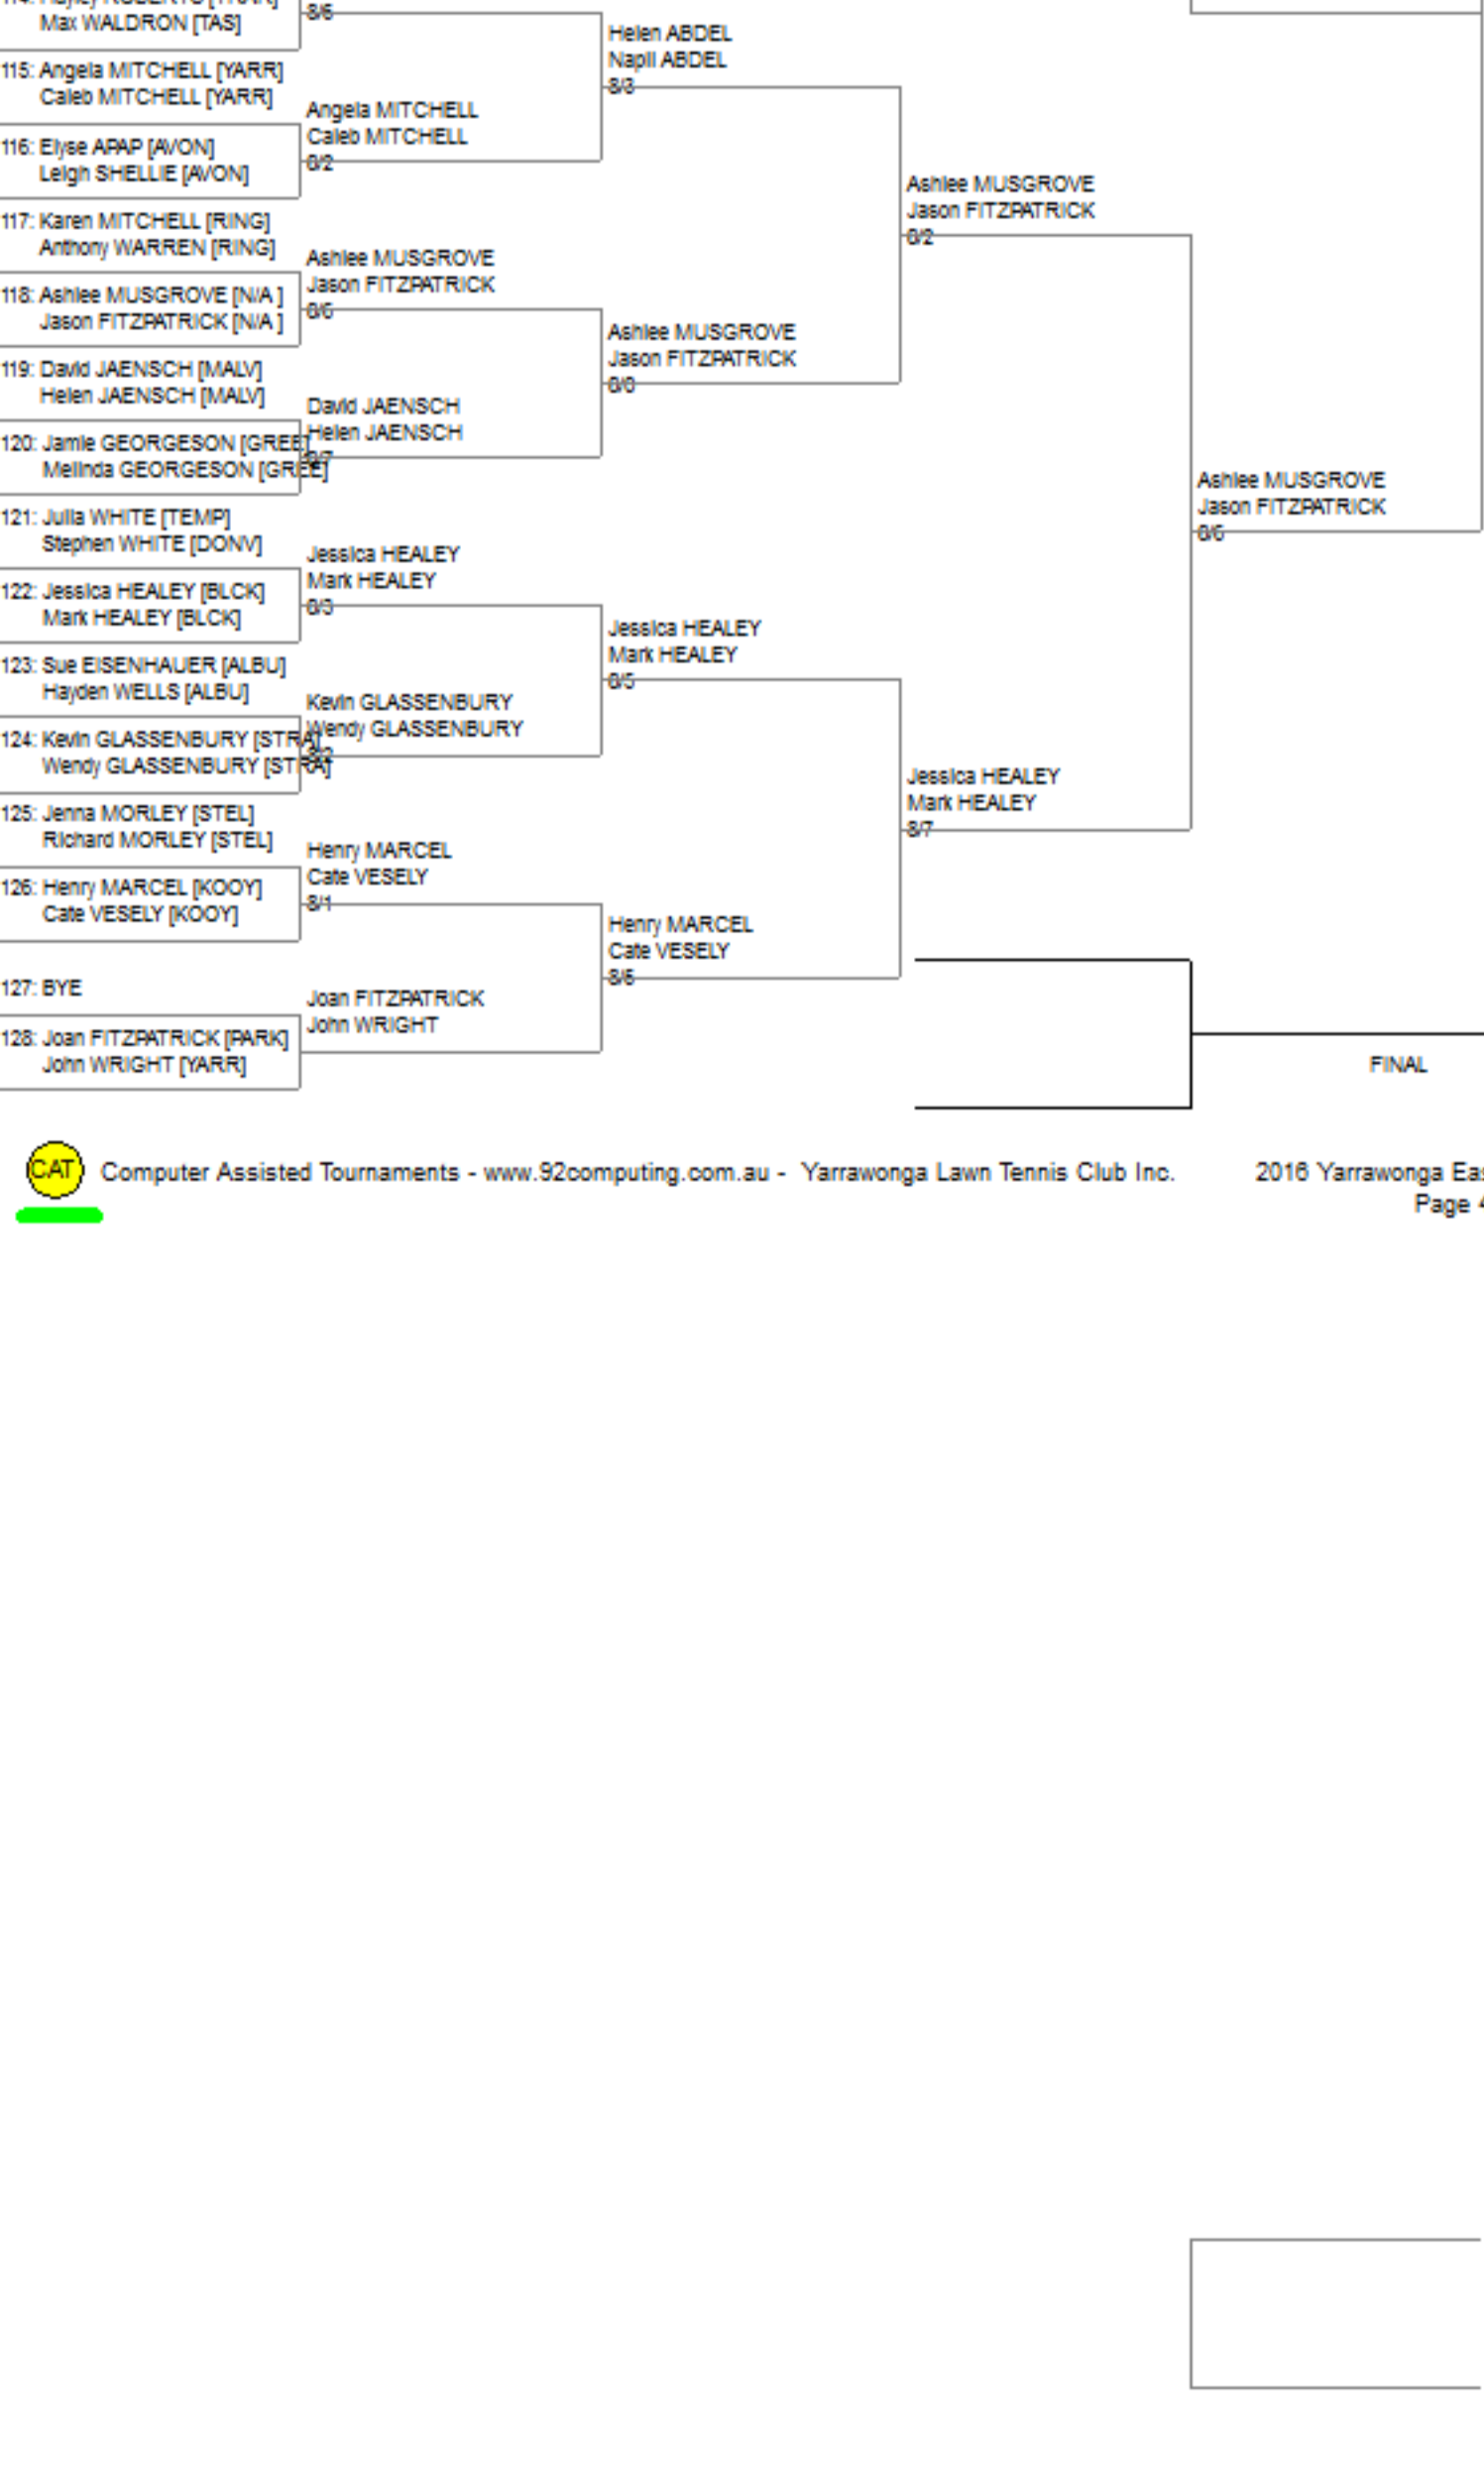 Max WALDRON [TAS]
115: Angela MITCHELL [YARR]
Caleb MITCHELL [YARR]
116: Elyse APAP [AVON]
Leigh SHELLIE [AVON]
117: Karen MITCHELL [RING]
Anthony WARREN [RING]
118: Ashlee MUSGROVE [N/A ]
Jason FITZPATRICK [N/A ]
119: David JAENSCH [MALV]
Helen JAENSCH [MALV]
120: Jamie GEORGESON [GREE]
Melinda GEORGESON [GREE]
121: Julia WHITE [TEMP]
Stephen WHITE [DONV]
122: Jessica HEALEY [BLCK]
Mark HEALEY [BLCK]
123: Sue EISENHAUER [ALBU]
Hayden WELLS [ALBU]
124: Kevin GLASSENBURY [STRA]
Wendy GLASSENBURY [STRA]
125: Jenna MORLEY [STEL]
Richard MORLEY [STEL]
126: Henry MARCEL [KOOY]
Cate VESELY [KOOY]
127: BYE
128: Joan FITZPATRICK [PARK]
John WRIGHT [YARR]
8/6
Angela MITCHELL
Caleb MITCHELL
8/2
Ashlee MUSGROVE
Jason FITZPATRICK
8/6
David JAENSCH
Helen JAENSCH
Jessica HEALEY
Mark HEALEY
8/3
Kevin GLASSENBURY
Wendy GLASSENBURY
Henry MARCEL
Cate VESELY
8/1
Joan FITZPATRICK
John WRIGHT
Helen ABDEL
Napil ABDEL
8/3
Ashlee MUSGROVE
Jason FITZPATRICK
Jessica HEALEY
Mark HEALEY
8/5
Henry MARCEL
Cate VESELY
8/6
Ashlee MUSGROVE
Jason FITZPATRICK
8/2
Jessica HEALEY
Mark HEALEY
8/7
Ashlee MUSGROVE
Jason FITZPATRICK
8/6
FINAL
CAT
Computer Assisted Tournaments - www.92computing.com.au - Yarrawonga Lawn Tennis Club Inc.
2016 Yarrawonga
Page